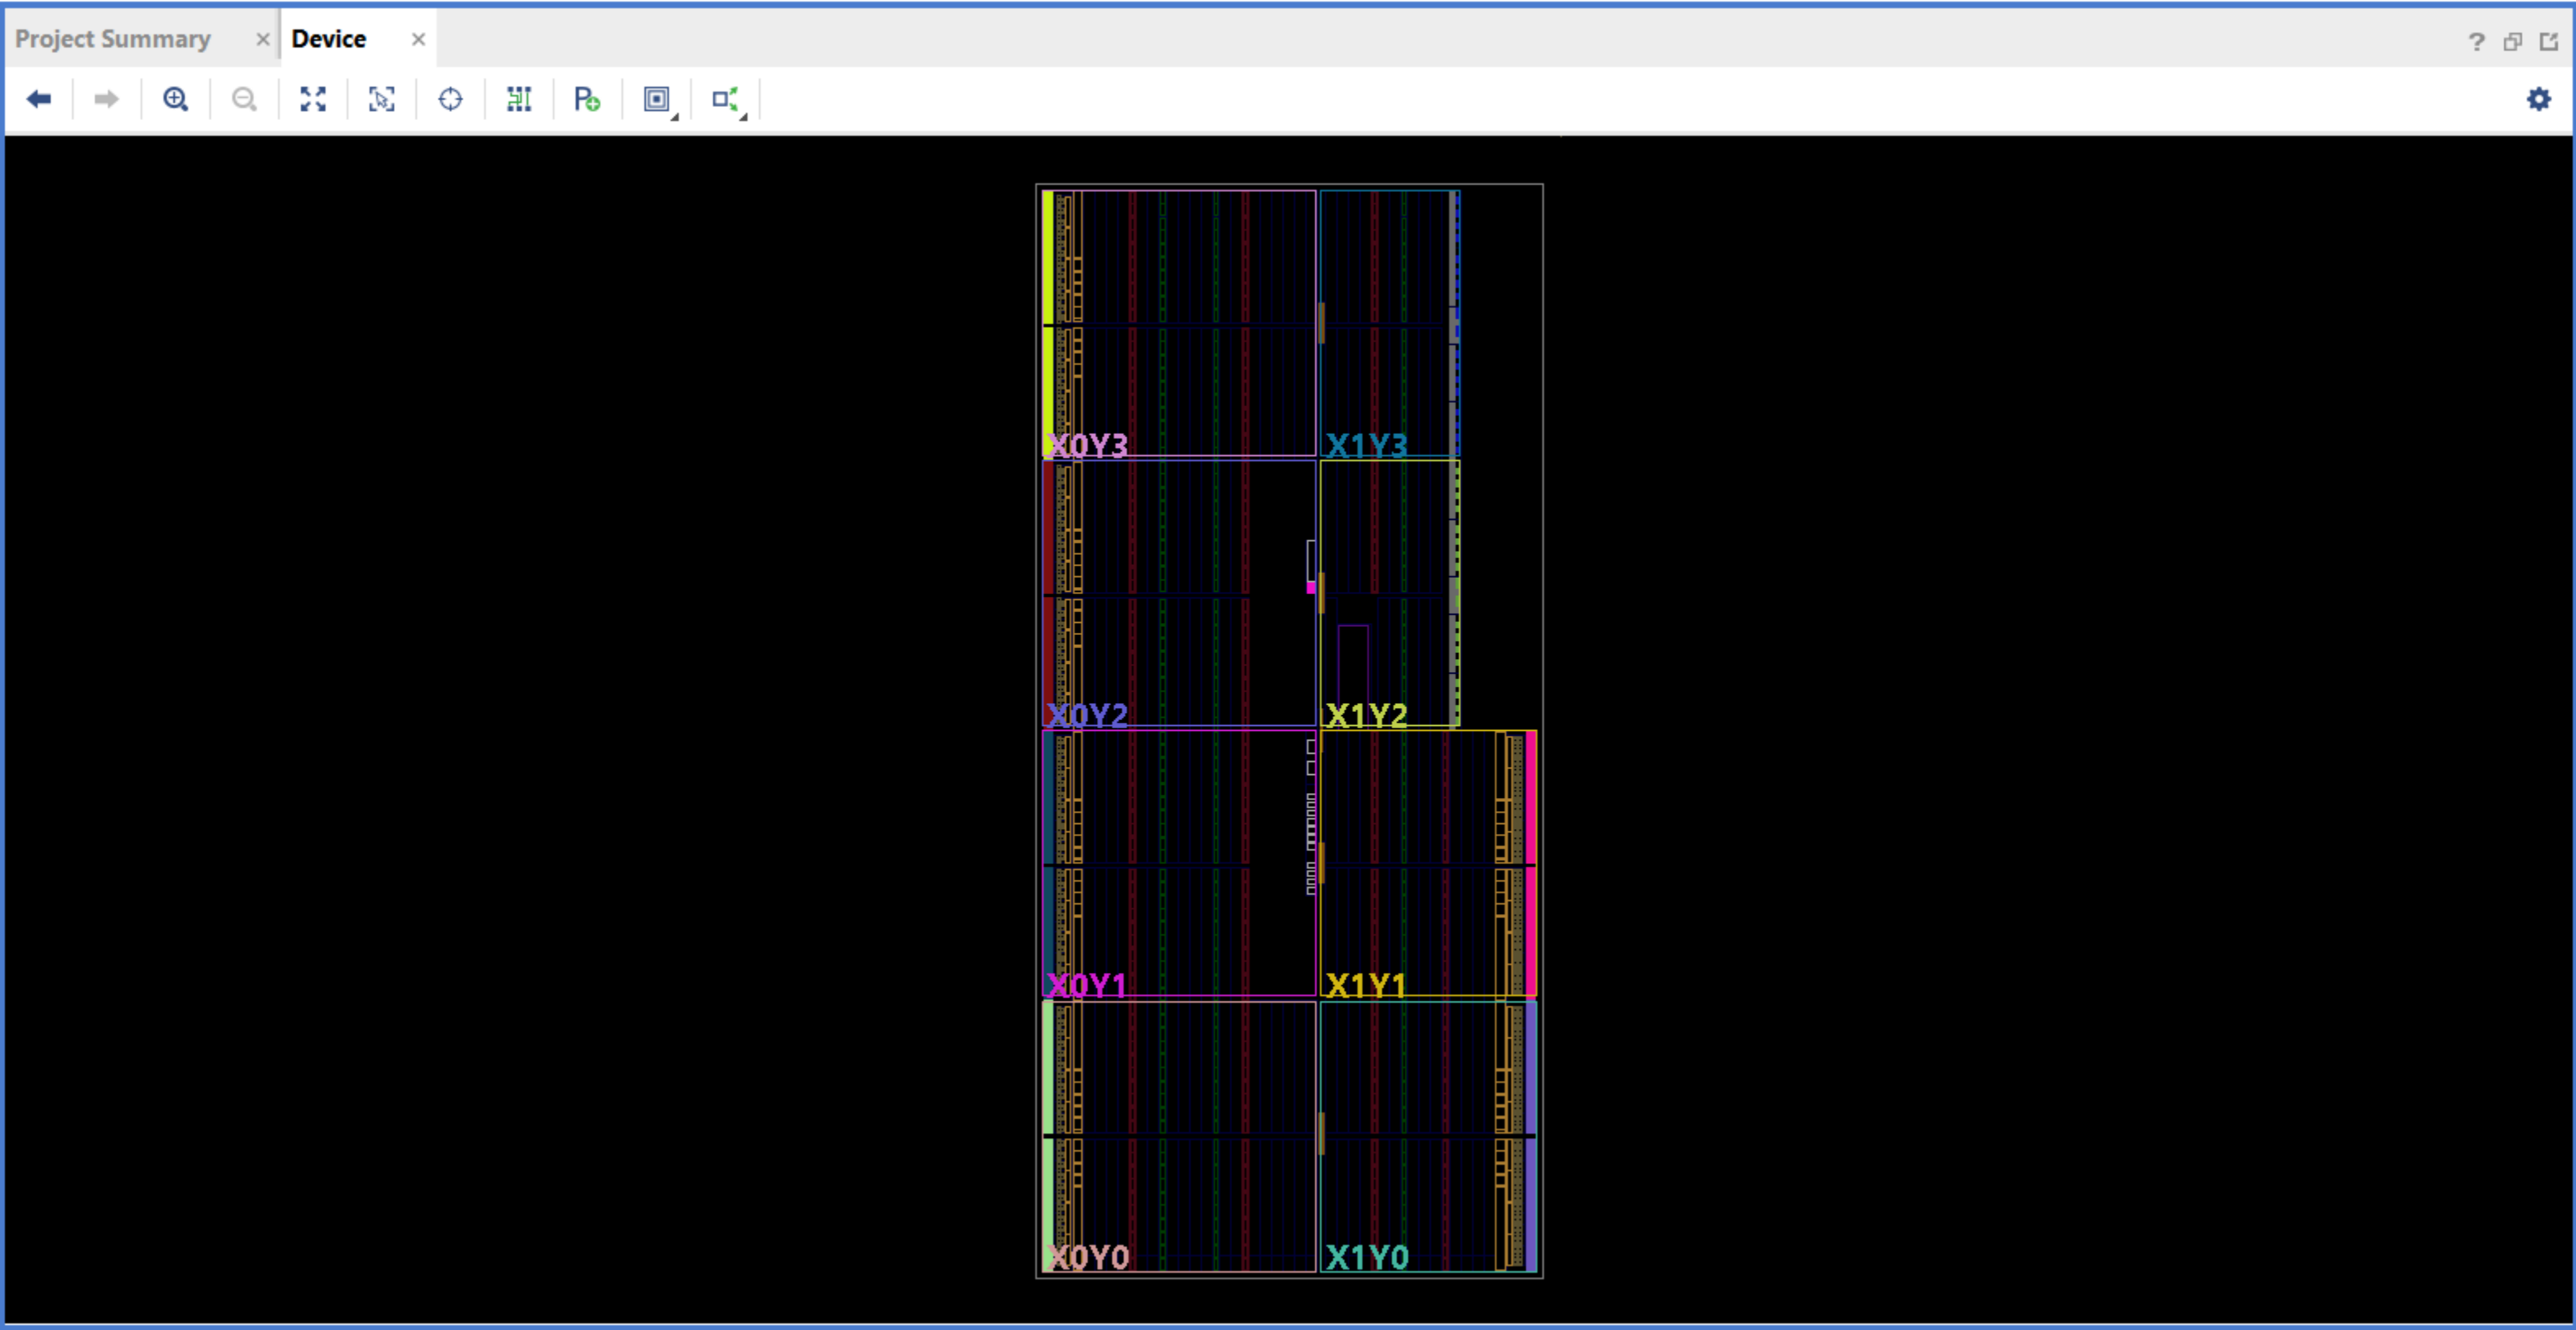 Project Summary × Device ×
?
P
X0Y3 X1Y3
X0Y2 X1Y2
X0Y1 X1Y1
X0Y0 X1Y0